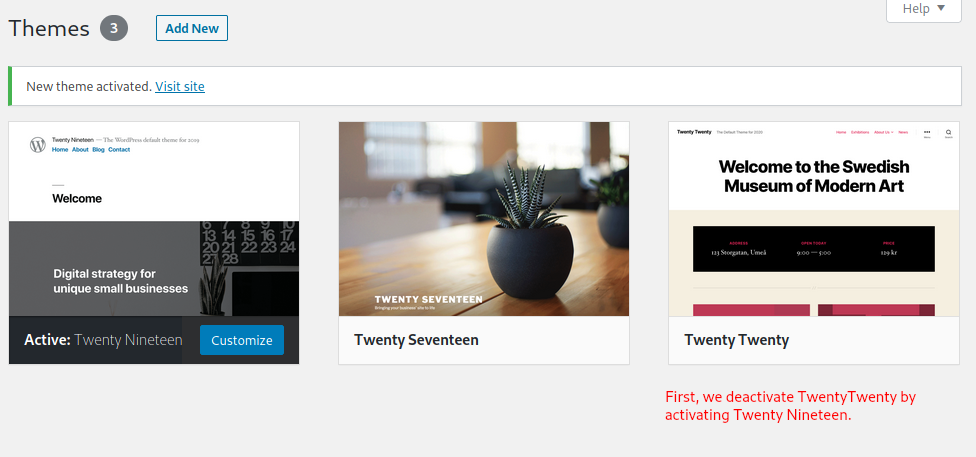 Help
Themes 3 Add New
New theme activated. Visit site
Twenty Nineteen — The WordPress default theme for 2019
Home About Blog Contact
Welcome
Digital strategy for
unique small businesses
Active: Twenty Nineteen Customize
TWENTY SEVENTEEN
Bringing your business' site to life
Twenty Seventeen
Twenty Twenty The Default Theme for 2020
Home Exhibitions About Us News
Welcome to the Swedish
Museum of Modern Art
ADDRESS OPEN TODAY PRICE
123 Storgatan, Umeå 9:00 — 5:00 129 kr
Twenty Twenty
First, we deactivate TwentyTwenty by
activating Twenty Nineteen.